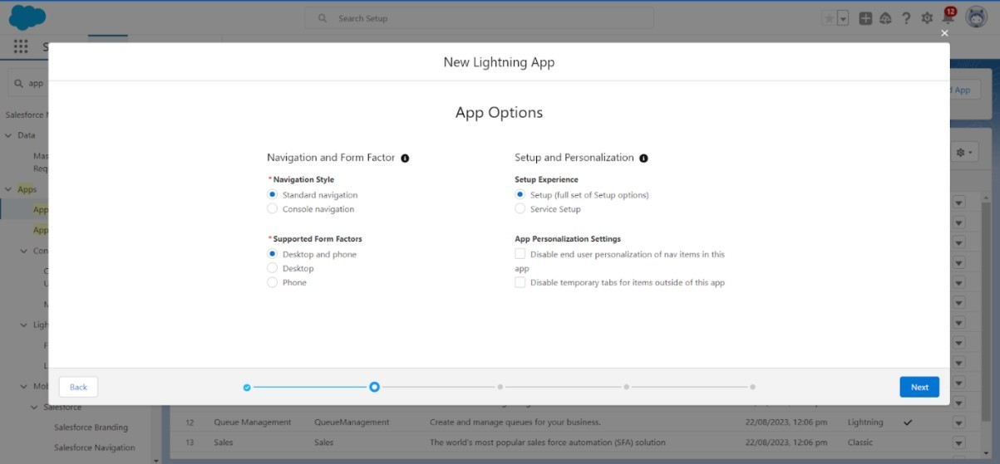 Search Setup
12
S
New Lightning App
app
d App
App Options
Salesforce M
Data
Mas
Req
Apps
App
App
Con
C
U
M
Ligh
F
L
Mob
Salesforce
Salesforce Branding
Salesforce Navigation
Navigation and Form Factor
* Navigation Style
Standard navigation
Console navigation
* Supported Form Factors
Desktop and phone
Desktop
Phone
Setup and Personalization
Setup Experience
Setup (full set of Setup options)
Service Setup
App Personalization Settings
Disable end user personalization of nav items in this
app
Disable temporary tabs for items outside of this app
Back
Next
12 Queue Management QueueManagement Create and manage queues for your business. 22/08/2023, 12:06 pm Lightning
13 Sales Sales The world's most popular sales force automation (SFA) solution 22/08/2023, 12:06 pm Classic